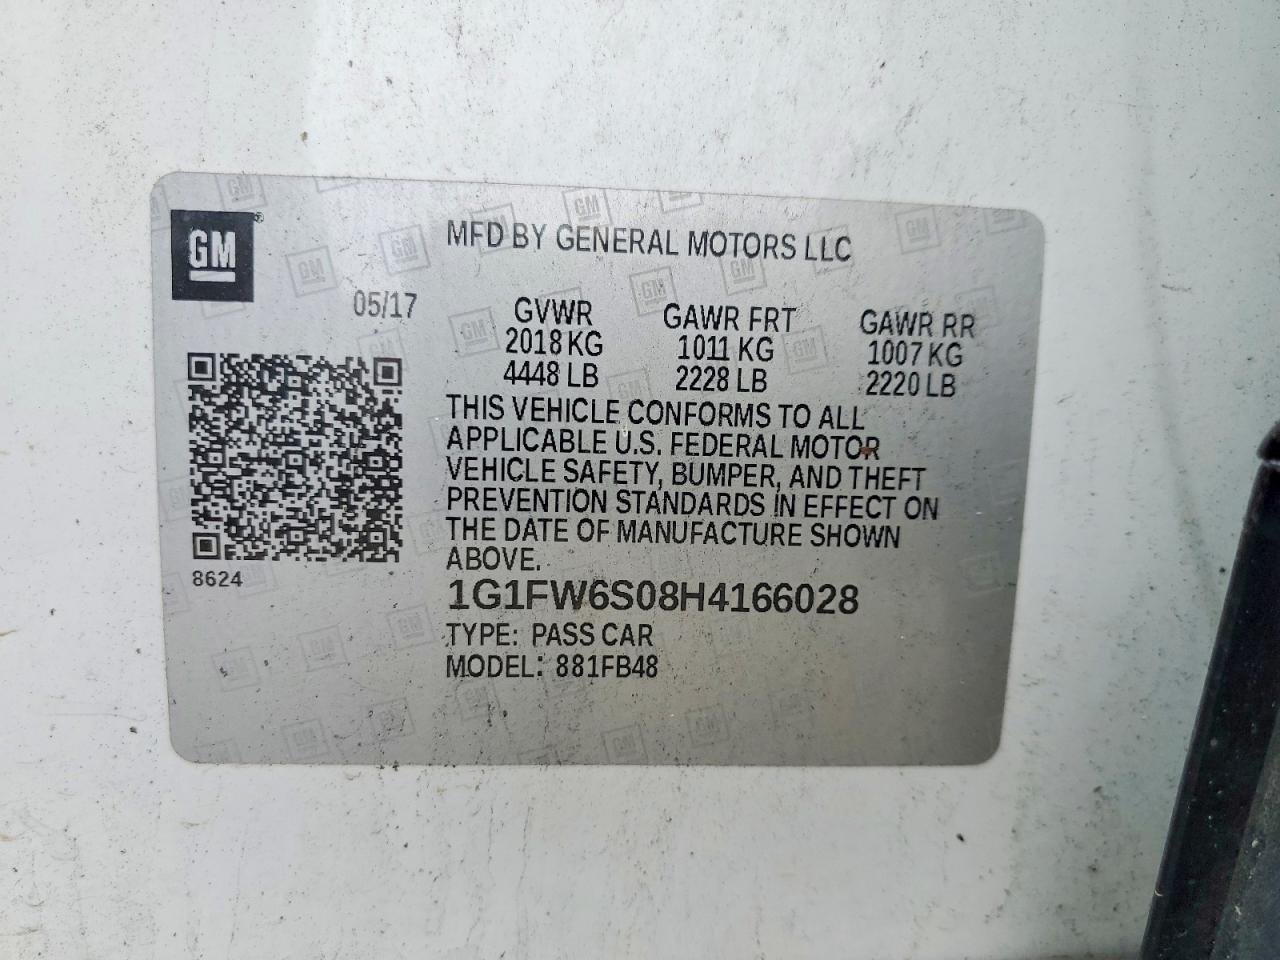 GM
MFD BY GENERAL MOTORS LLC
05/17
GVWR GAWR FRT GAWR RR
2018 KG 1011 KG 1007 KG
4448 LB 2228 LB 2220 LB
THIS VEHICLE CONFORMS TO ALL
APPLICABLE U.S. FEDERAL MOTOR
VEHICLE SAFETY, BUMPER, AND THEFT
PREVENTION STANDARDS IN EFFECT ON
THE DATE OF MANUFACTURE SHOWN
ABOVE.
8624
1G1FW6S08H4166028
TYPE: PASS CAR
MODEL: 881FB48